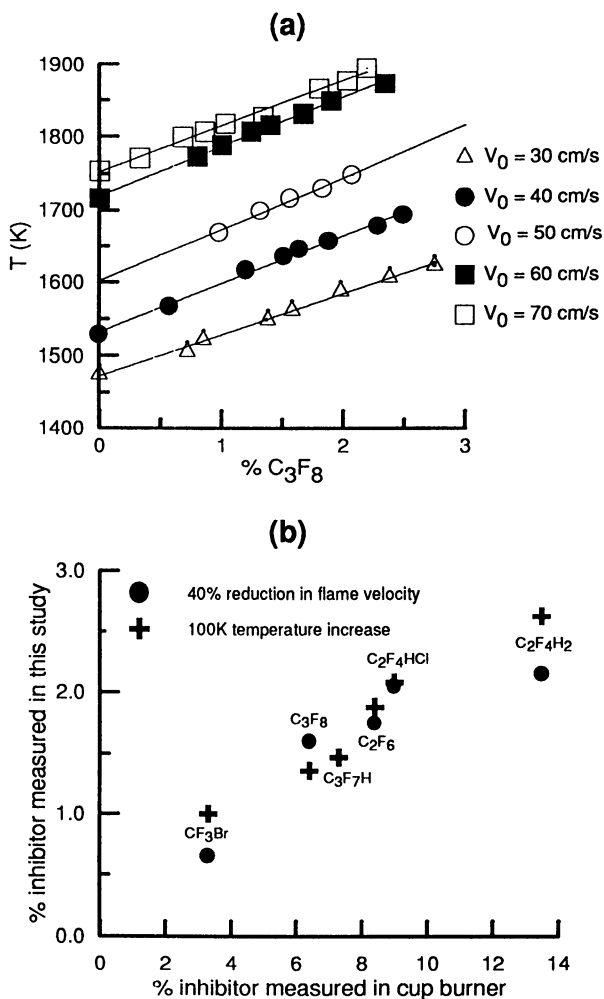 (a)
1900
1800
1700
1600
1500
1400
T (K)
0 1 2 3
% C3F8
V0 = 30 cm/s
V0 = 40 cm/s
V0 = 50 cm/s
V0 = 60 cm/s
V0 = 70 cm/s
(b)
3.0
2.0
1.0
0.0
% inhibitor measured in this study
40% reduction in flame velocity
100K temperature increase
C2F4HCl
C2F4H2
C3F8
C2F6
C3F7H
CF3Br
0 2 4 6 8 10 12 14
% inhibitor measured in cup burner